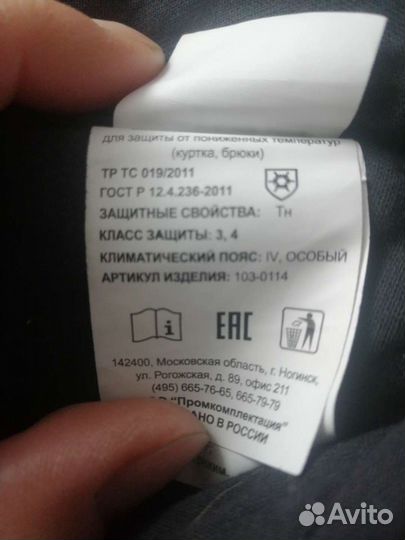 для защиты от пониженных температур
(куртка, брюки)
ТР ТС 019/2011
ГОСТ Р 12.4.236-2011
ЗАЩИТНЫЕ СВОЙСТВА: Тн
КЛАСС ЗАЩИТЫ: 3, 4
КЛИМАТИЧЕСКИЙ ПОЯС: IV, ОСОБЫЙ
АРТИКУЛ ИЗДЕЛИЯ: 103-0114
i
EAC
142400, Московская область, г. Ногинск,
ул. Рогожская, д. 89, офис 211
(495) 665-76-65, 665-79-79
"Промкомплектация"
В РОССИИ
Avito